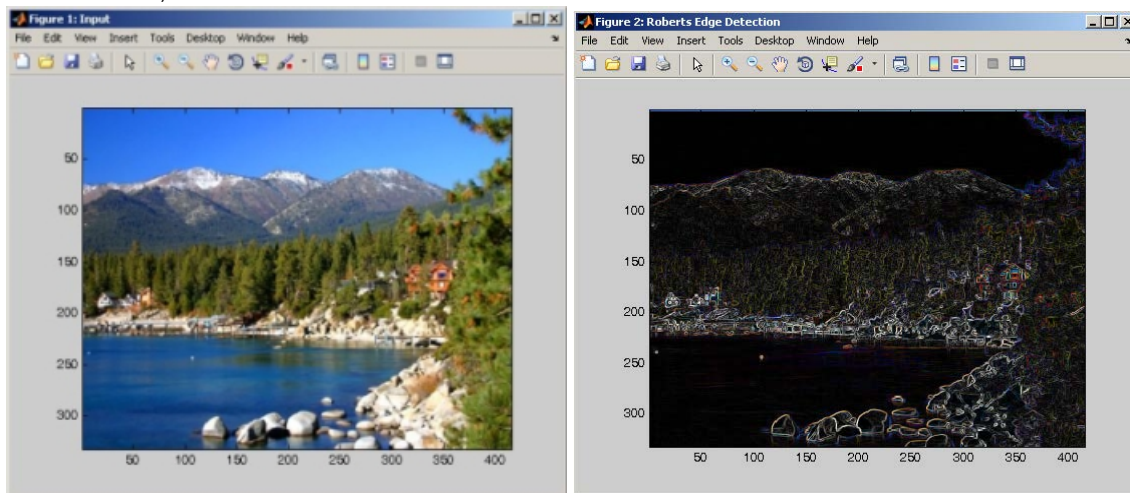 Figure 1: Input
File Edit View Insert Tools Desktop Window Help
50
100
150
200
250
300
50 100 150 200 250 300 350 400
Figure 2: Roberts Edge Detection
File Edit View Insert Tools Desktop Window Help
50
100
150
200
250
300
50 100 150 200 250 300 350 400